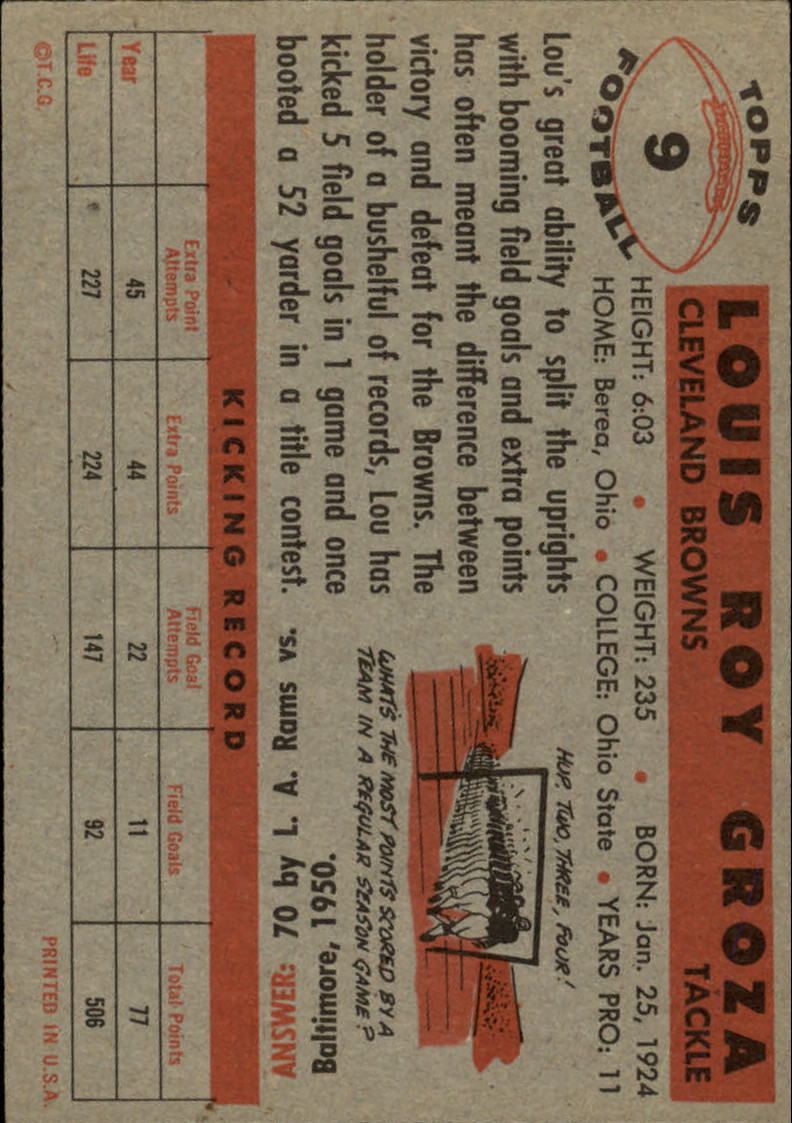 TOPPS
9
FOOTBALL
LOUIS ROY GROZA
CLEVELAND BROWNS TACKLE
HEIGHT: 6:03 • WEIGHT: 235 • BORN: Jan. 25, 1924
HOME: Berea, Ohio • COLLEGE: Ohio State • YEARS PRO: 11
Lou's great ability to split the uprights
with booming field goals and extra points
has often meant the difference between
victory and defeat for the Browns. The
holder of a bushelful of records, Lou has
kicked 5 field goals in 1 game and once
booted a 52 yarder in a title contest.
HUP, TWO, THREE, FOUR!
WHAT'S THE MOST POINTS SCORED BY A
TEAM IN A REGULAR SEASON GAME?
ANSWER: 70 by L. A. Rams vs.
Baltimore, 1950.
KICKING RECORD
Extra Point Attempts Extra Points Field Goal Attempts Field Goals Total Points
Year 45 44 22 11 77
Life 227 224 147 92 506
©T.C.G. PRINTED IN U.S.A.